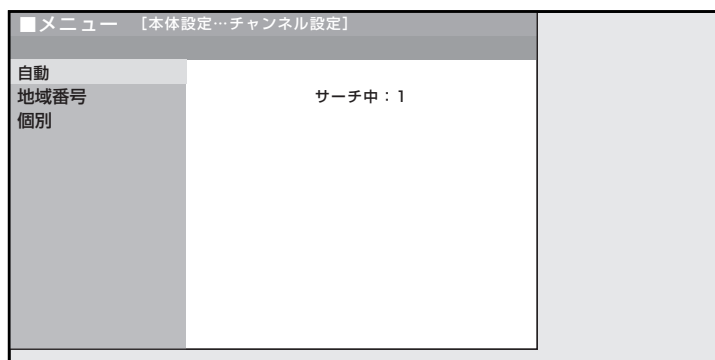 ■メニュー [本体設定…チャンネル設定]
自動
地域番号
サーチ中：1
個別